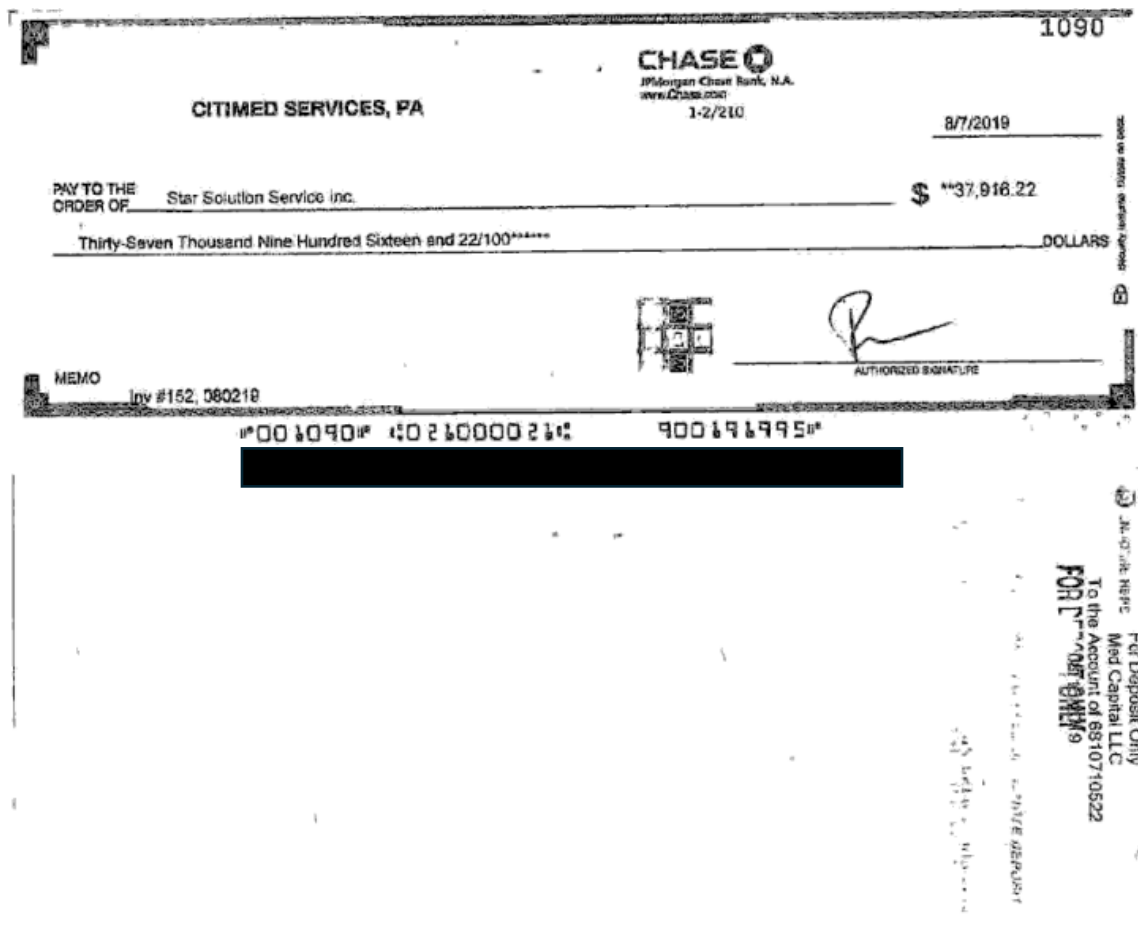 1090
CHASE
JPMorgan Chase Bank, N.A.
www.Chase.com
1-2/210
CITIMED SERVICES, PA
8/7/2019
PAY TO THE
ORDER OF
Star Solution Service Inc.
$ **37,916.22
Thirty-Seven Thousand Nine Hundred Sixteen and 22/100******
DOLLARS
AUTHORIZED SIGNATURE
MEMO
Inv #152, 080219
⑈001090⑈ ⑆021000021⑆ 900191995⑈
For Deposit Only
Med Capital LLC
To the Account of 6810710522
FOR